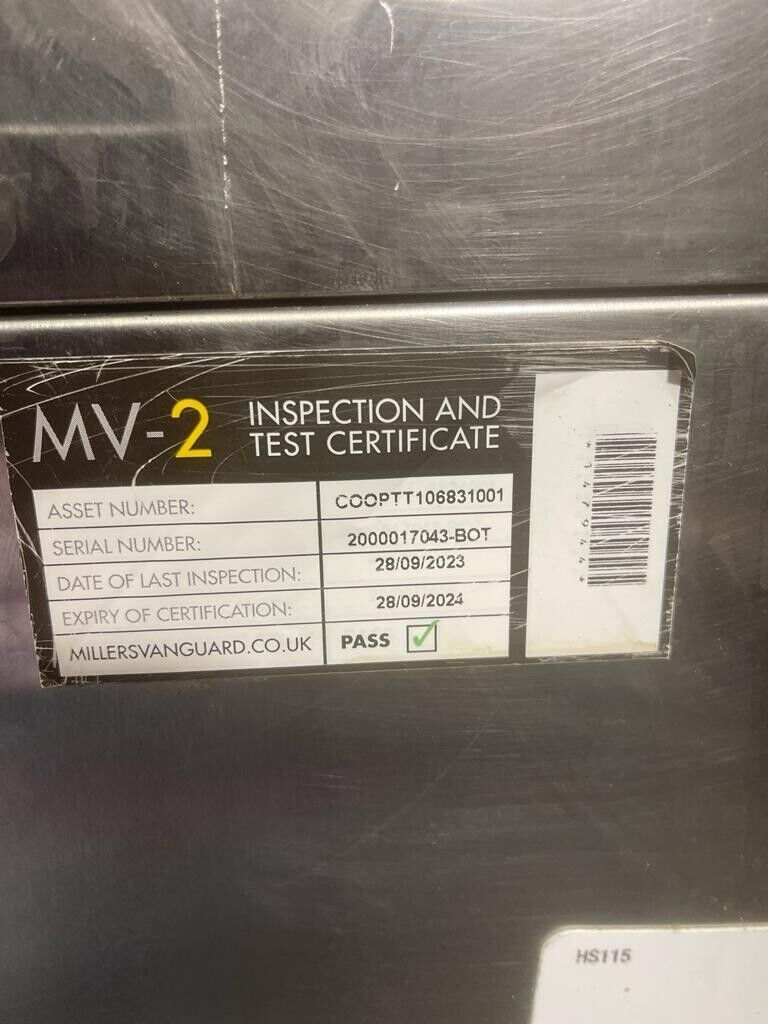 MV-2 INSPECTION AND
TEST CERTIFICATE
ASSET NUMBER: COOPTT106831001
SERIAL NUMBER: 2000017043-BOT
DATE OF LAST INSPECTION: 28/09/2023
EXPIRY OF CERTIFICATION: 28/09/2024
MILLERSVANGUARD.CO.UK PASS ✓
*147944*
HS115